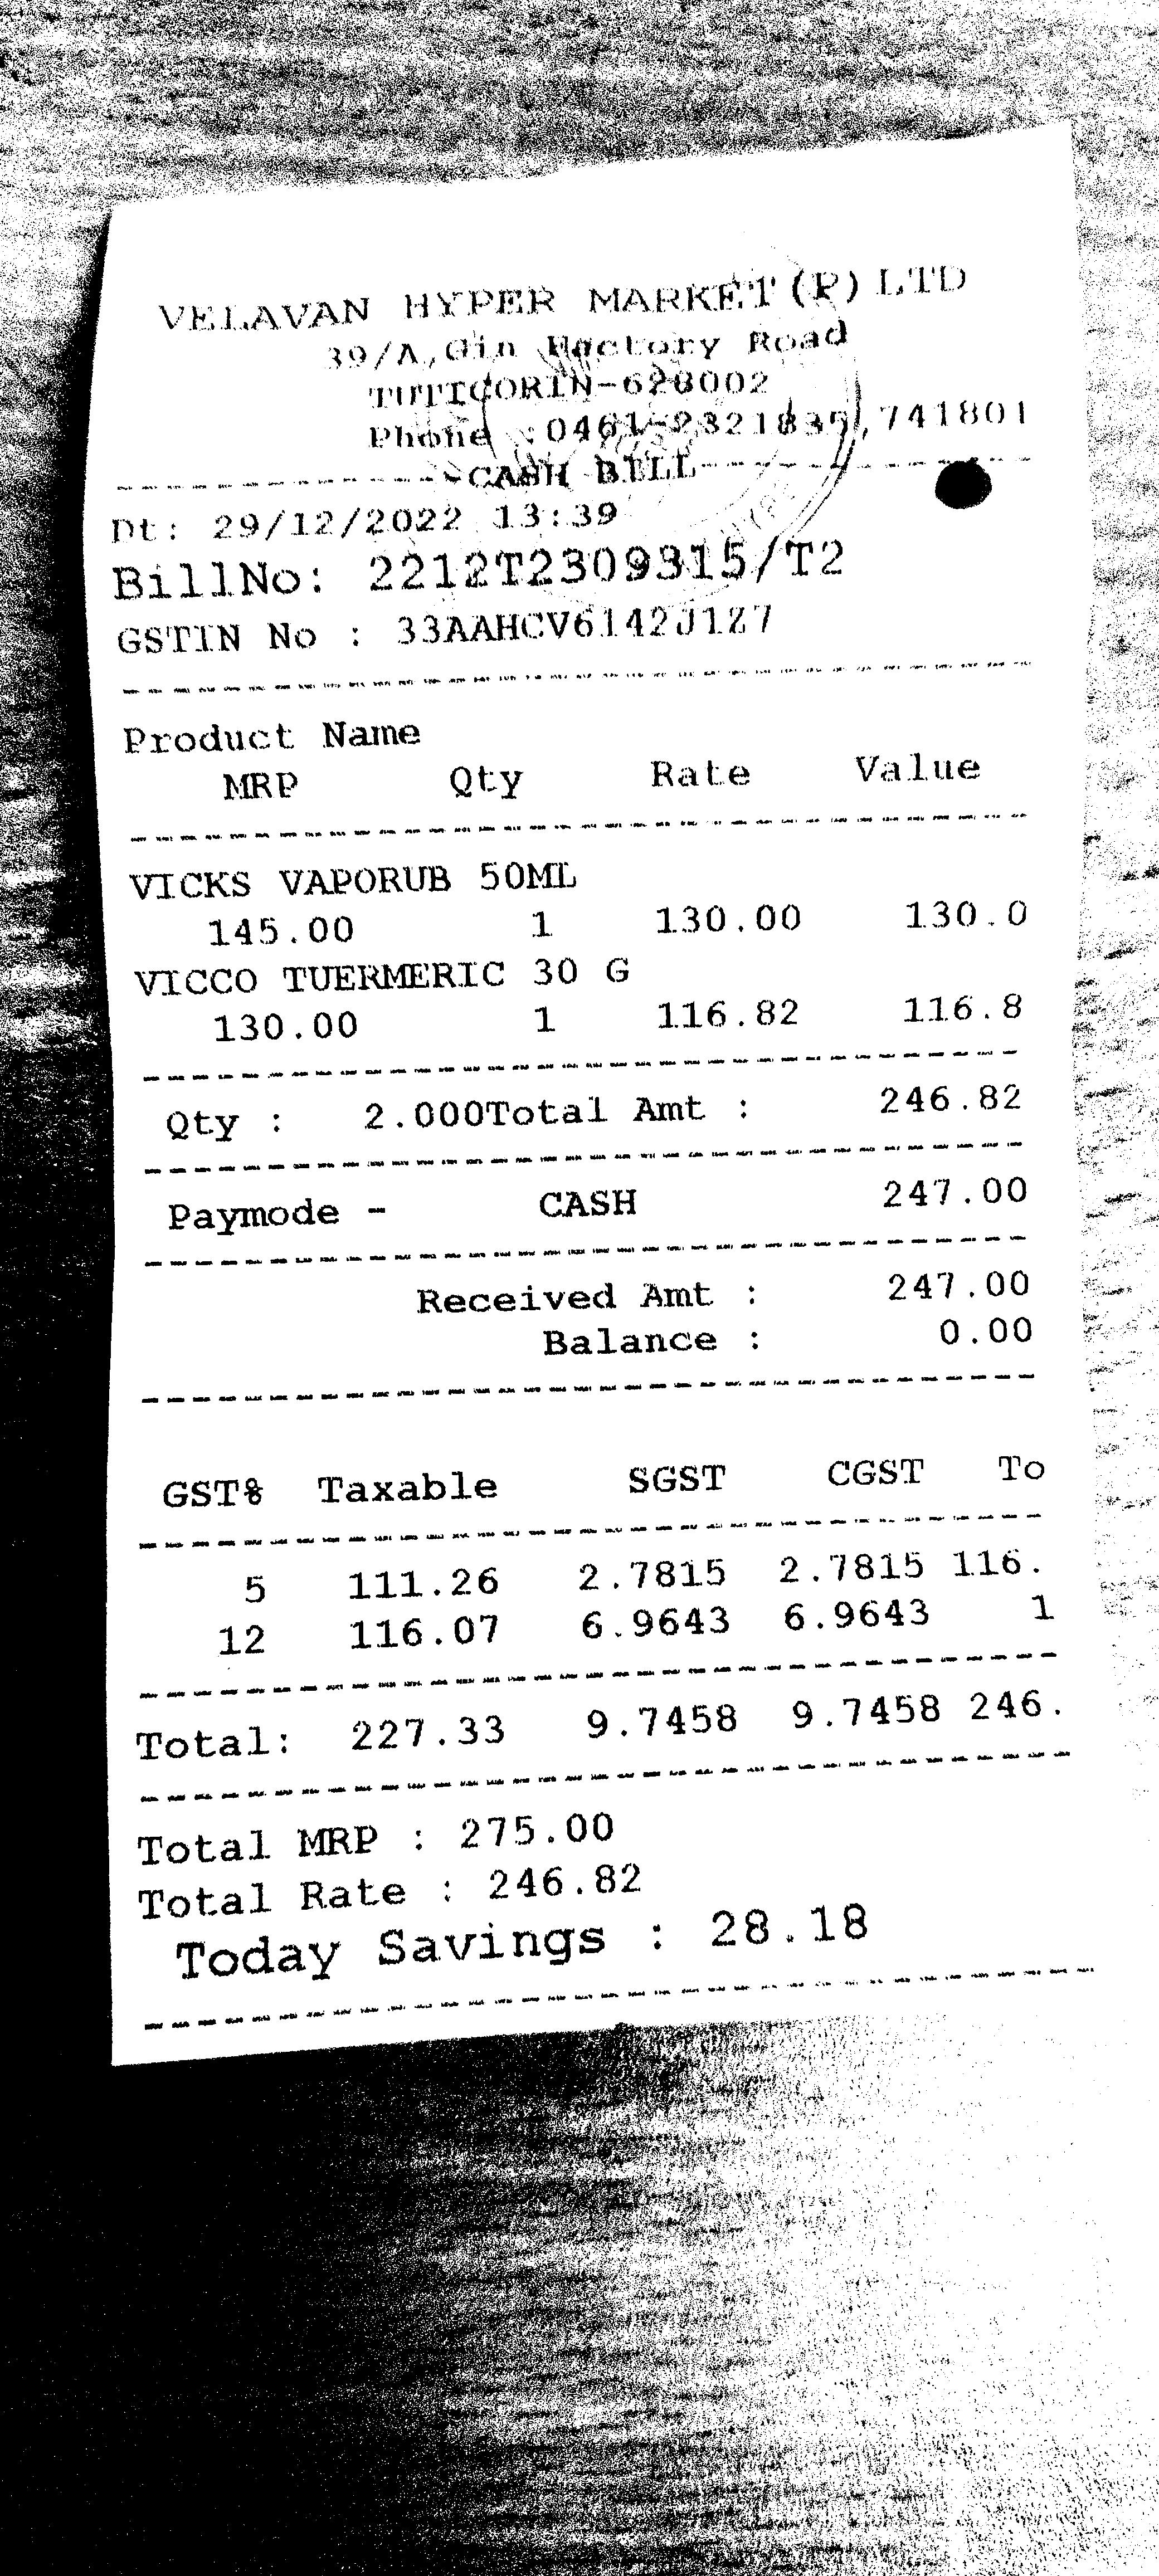 VELAVAN HYPER MARKET(P) LTD
39/A,Gin Factory Road
TUTICORIN-628002
Phone :0461-2321835,741801
CASH BILL
Dt: 29/12/2022 13:39
BillNo: 2212T2309315/T2
GSTIN No : 33AAHCV6142J1Z7
Product Name
MRP Qty Rate Value
VICKS VAPORUB 50ML
145.00 1 130.00 130.0
VICCO TUERMERIC 30 G
130.00 1 116.82 116.8
Qty : 2.000Total Amt : 246.82
Paymode - CASH 247.00
Received Amt : 247.00
Balance : 0.00
GST% Taxable SGST CGST To
5 111.26 2.7815 2.7815 116.
12 116.07 6.9643 6.9643 1
Total: 227.33 9.7458 9.7458 246.
Total MRP : 275.00
Total Rate : 246.82
Today Savings : 28.18